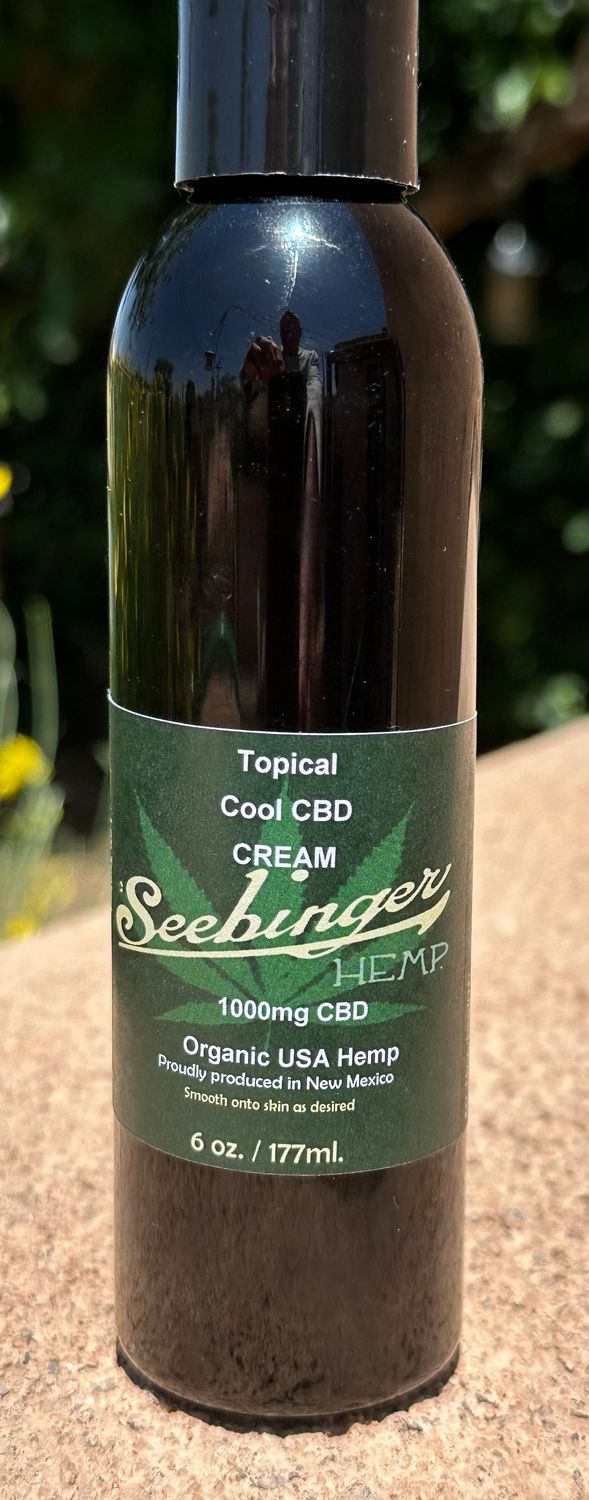 Topical
Cool CBD
CREAM
Seebinger
HEMP
1000mg CBD
Organic USA Hemp
Proudly produced in New Mexico
Smooth onto skin as desired
6 oz. / 177ml.